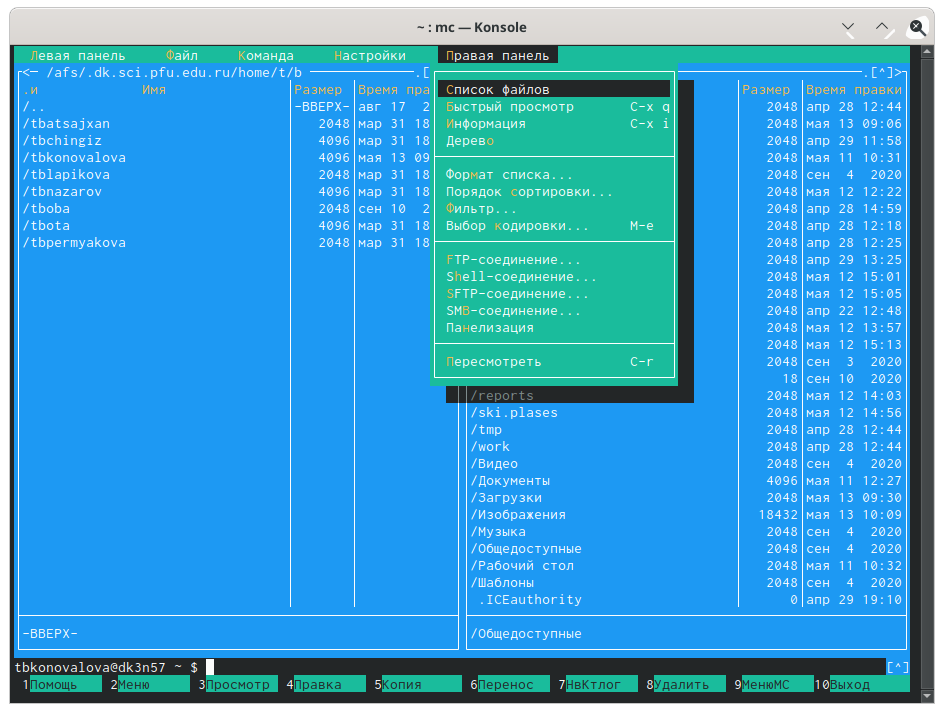 ~ : mc — Konsole
Левая панель Файл Команда Настройки Правая панель
<— /afs/.dk.sci.pfu.edu.ru/home/t/b .[ .[^]>
.и Имя Размер Время пра Список файлов Размер Время правки
/.. -ВВЕРХ- авг 17 2 Быстрый просмотр C-x q 2048 апр 28 12:44
/tbatsajxan 2048 мар 31 18 Информация C-x i 2048 мая 13 09:06
/tbchingiz 4096 мар 31 18 Дерево 2048 апр 29 11:58
/tbkonovalova 4096 мая 13 09 2048 мая 11 10:31
/tblapikova 2048 мар 31 18 Формат списка... 2048 сен 4 2020
/tbnazarov 4096 мар 31 18 Порядок сортировки... 2048 мая 12 12:22
/tboba 2048 сен 10 2 Фильтр... 2048 апр 28 14:59
/tbota 4096 мар 31 18 Выбор кодировки... M-e 2048 апр 28 12:18
/tbpermyakova 2048 мар 31 18 2048 апр 28 12:25
FTP-соединение... 2048 апр 29 13:25
Shell-соединение... 2048 мая 12 15:01
SFTP-соединение... 2048 мая 12 15:05
SMB-соединение... 2048 апр 22 12:48
Панелизация 2048 мая 12 13:57
2048 мая 12 15:13
Пересмотреть C-r 2048 сен 3 2020
18 сен 10 2020
/reports 2048 мая 12 14:03
/ski.plases 2048 мая 12 14:56
/tmp 2048 апр 28 12:44
/work 2048 апр 28 12:44
/Видео 2048 сен 4 2020
/Документы 4096 мая 11 12:27
/Загрузки 2048 мая 13 09:30
/Изображения 18432 мая 13 10:09
/Музыка 2048 сен 4 2020
/Общедоступные 2048 сен 4 2020
/Рабочий стол 2048 мая 11 10:32
/Шаблоны 2048 сен 4 2020
.ICEauthority 0 апр 29 19:10
-ВВЕРХ- /Общедоступные
tbkonovalova@dk3n57 ~ $ [^]
1Помощь 2Меню 3Просмотр 4Правка 5Копия 6Перенос 7НвКтлог 8Удалить 9МенюMC 10Выход